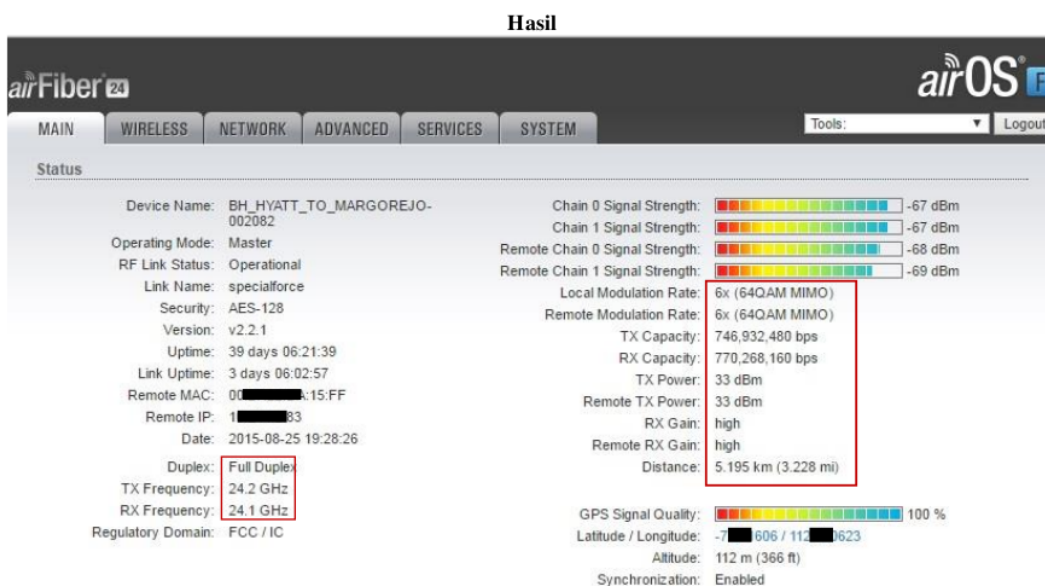 Hasil
airFiber 24
airOS F
MAIN WIRELESS NETWORK ADVANCED SERVICES SYSTEM Tools: Logout
Status
Device Name: BH_HYATT_TO_MARGOREJO-
002082
Operating Mode: Master
RF Link Status: Operational
Link Name: specialforce
Security: AES-128
Version: v2.2.1
Uptime: 39 days 06:21:39
Link Uptime: 3 days 06:02:57
Remote MAC: 00 :15:FF
Remote IP: 1 83
Date: 2015-08-25 19:28:26
Duplex: Full Duplex
TX Frequency: 24.2 GHz
RX Frequency: 24.1 GHz
Regulatory Domain: FCC / IC
Chain 0 Signal Strength: -67 dBm
Chain 1 Signal Strength: -67 dBm
Remote Chain 0 Signal Strength: -68 dBm
Remote Chain 1 Signal Strength: -69 dBm
Local Modulation Rate: 6x (64QAM MIMO)
Remote Modulation Rate: 6x (64QAM MIMO)
TX Capacity: 746,932,480 bps
RX Capacity: 770,268,160 bps
TX Power: 33 dBm
Remote TX Power: 33 dBm
RX Gain: high
Remote RX Gain: high
Distance: 5.195 km (3.228 mi)
GPS Signal Quality: 100 %
Latitude / Longitude: -7 606 / 112 0623
Altitude: 112 m (366 ft)
Synchronization: Enabled